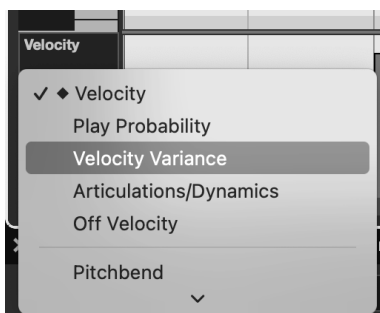 Velocity
✓ ◆ Velocity
Play Probability
Velocity Variance
Articulations/Dynamics
Off Velocity
Pitchbend